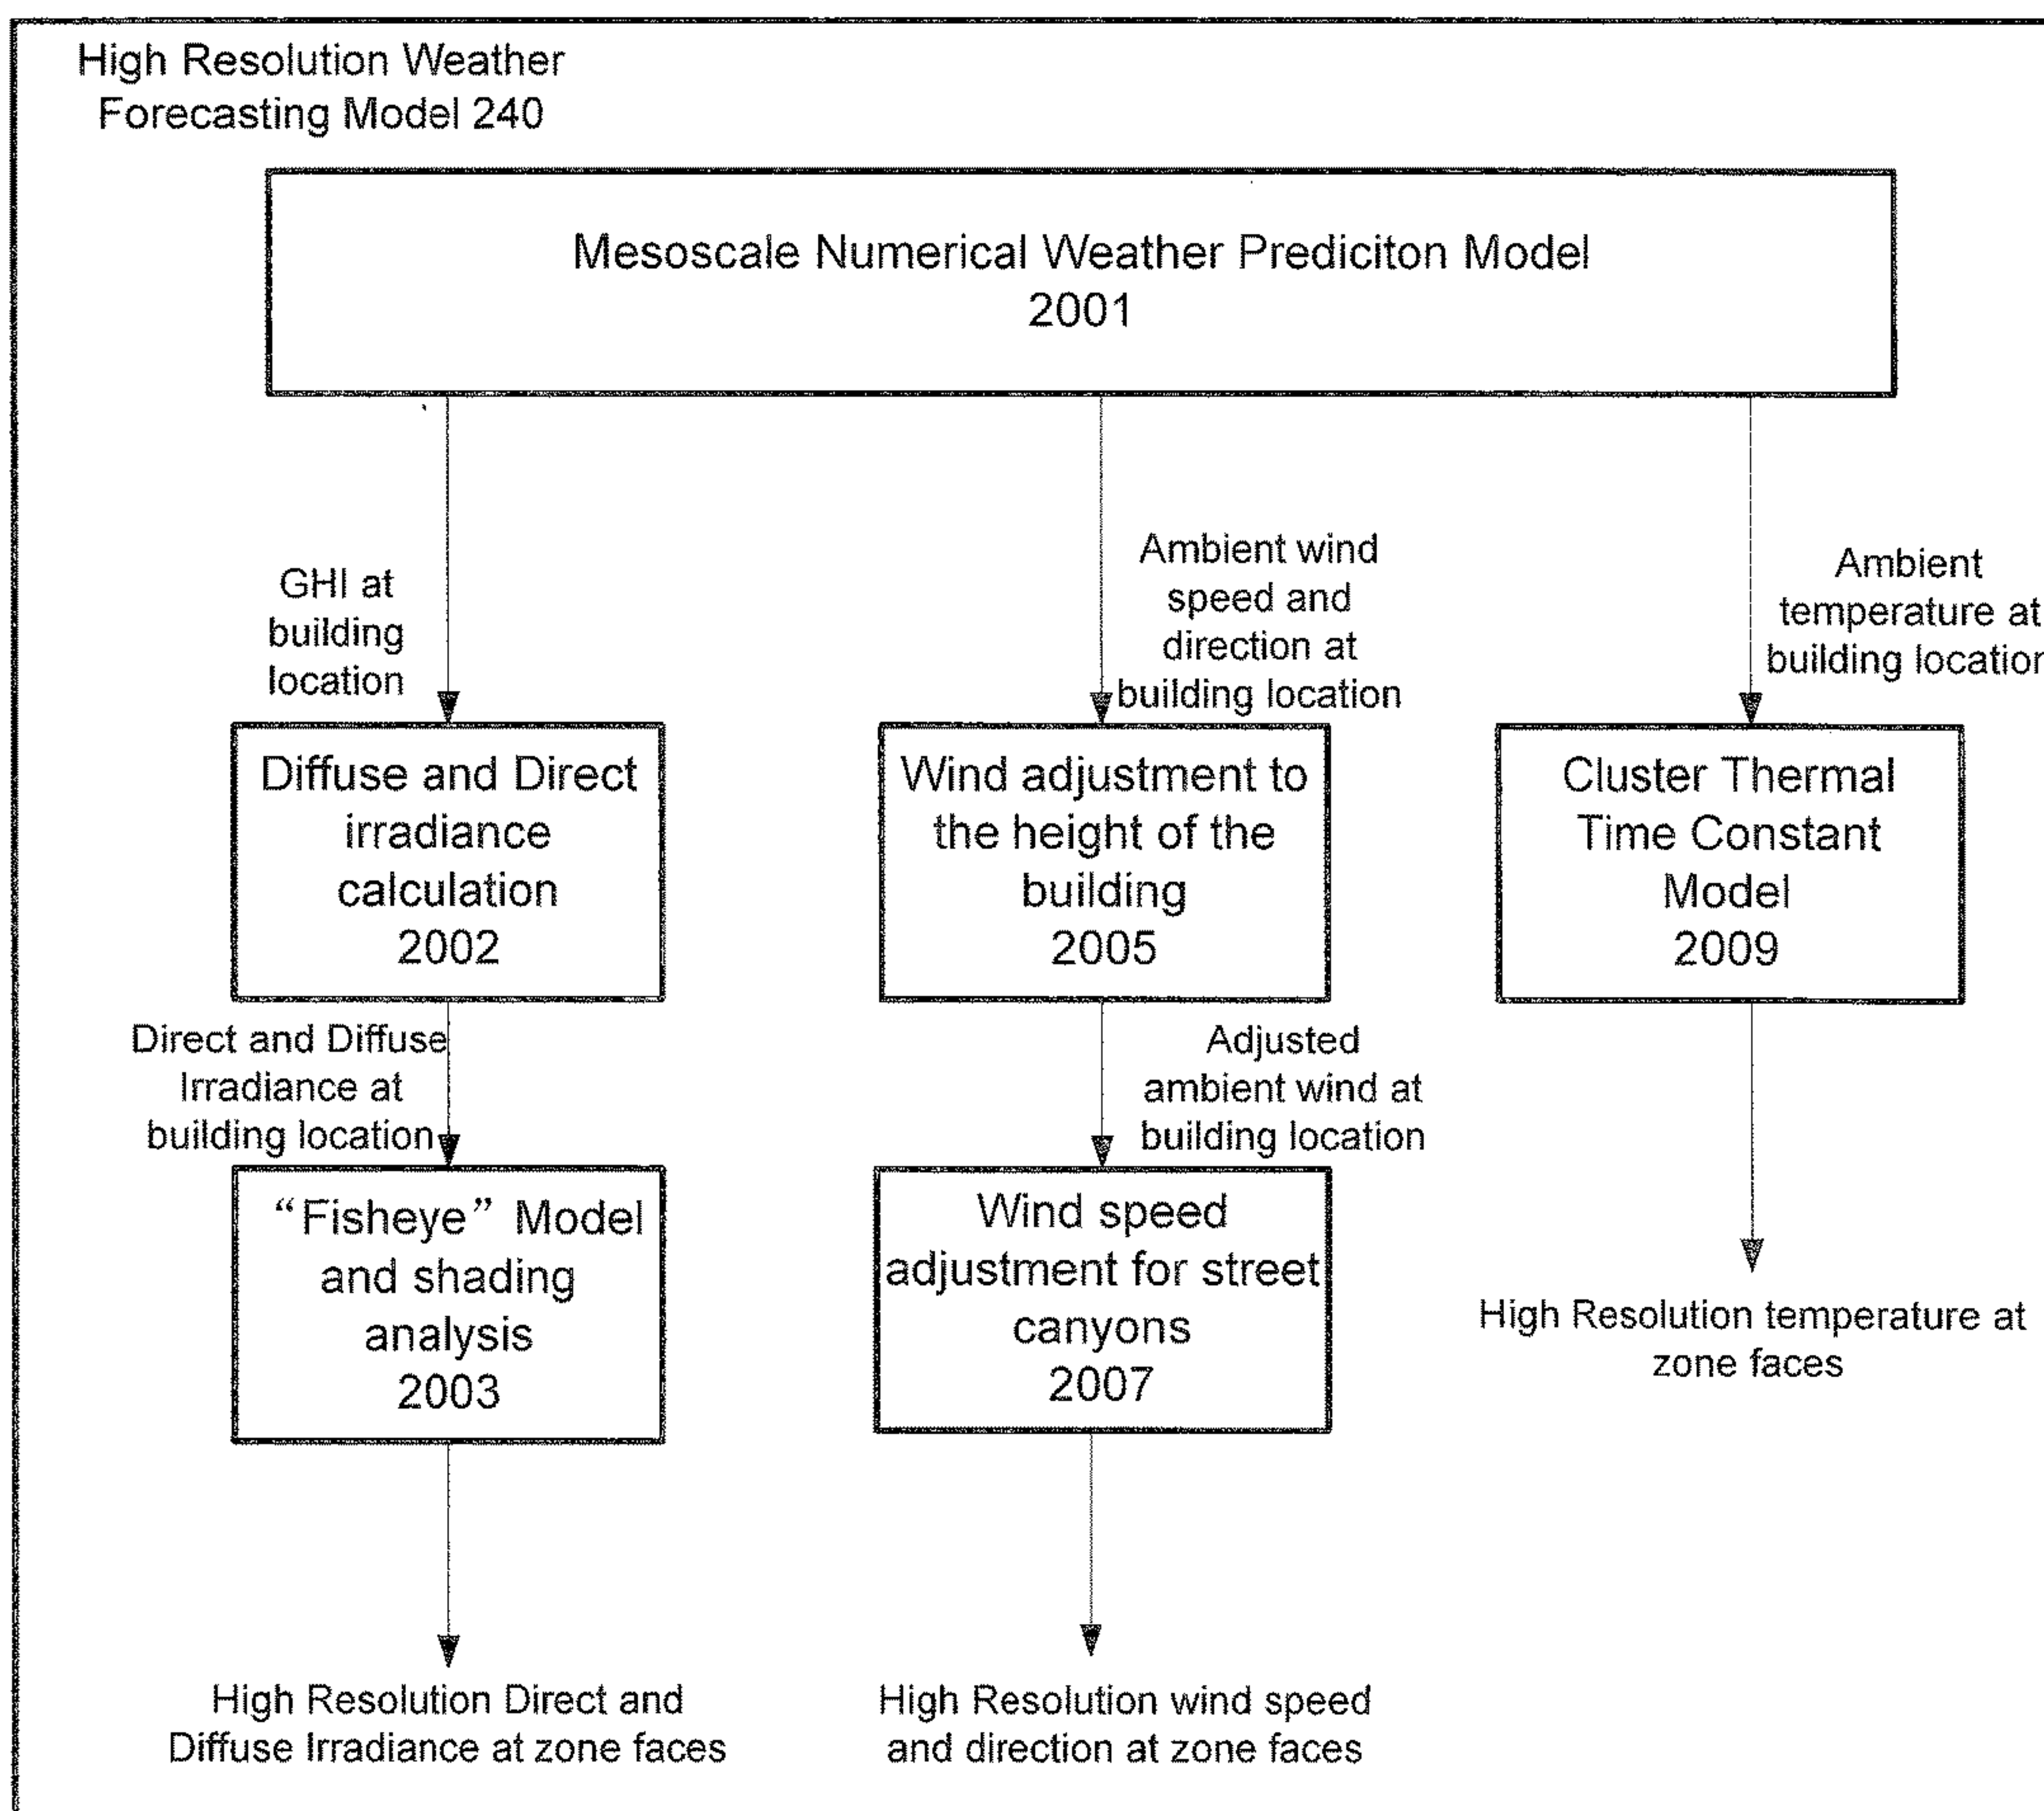 High Resolution Weather
Forecasting Model 240
Mesoscale Numerical Weather Prediciton Model
2001
GHI at
building
location
Ambient wind
speed and
direction at
building location
Ambient
temperature at
building location
Diffuse and Direct
irradiance
calculation
2002
Wind adjustment to
the height of the
building
2005
Cluster Thermal
Time Constant
Model
2009
Direct and Diffuse
Irradiance at
building location
Adjusted
ambient wind at
building location
“Fisheye” Model
and shading
analysis
2003
Wind speed
adjustment for street
canyons
2007
High Resolution temperature at
zone faces
High Resolution Direct and
Diffuse Irradiance at zone faces
High Resolution wind speed
and direction at zone faces